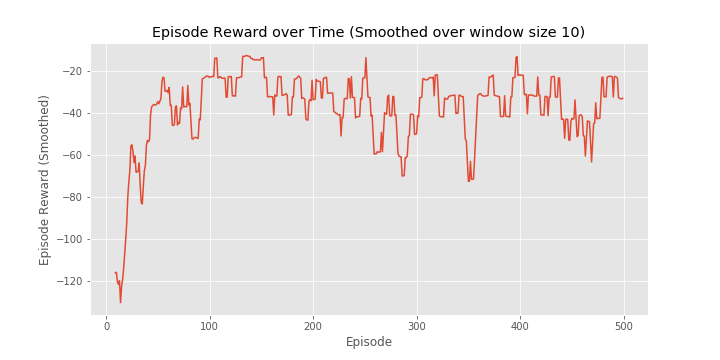 Episode Reward over Time (Smoothed over window size 10)
Episode Reward (Smoothed)
−20
−40
−60
−80
−100
−120
0 100 200 300 400 500
Episode